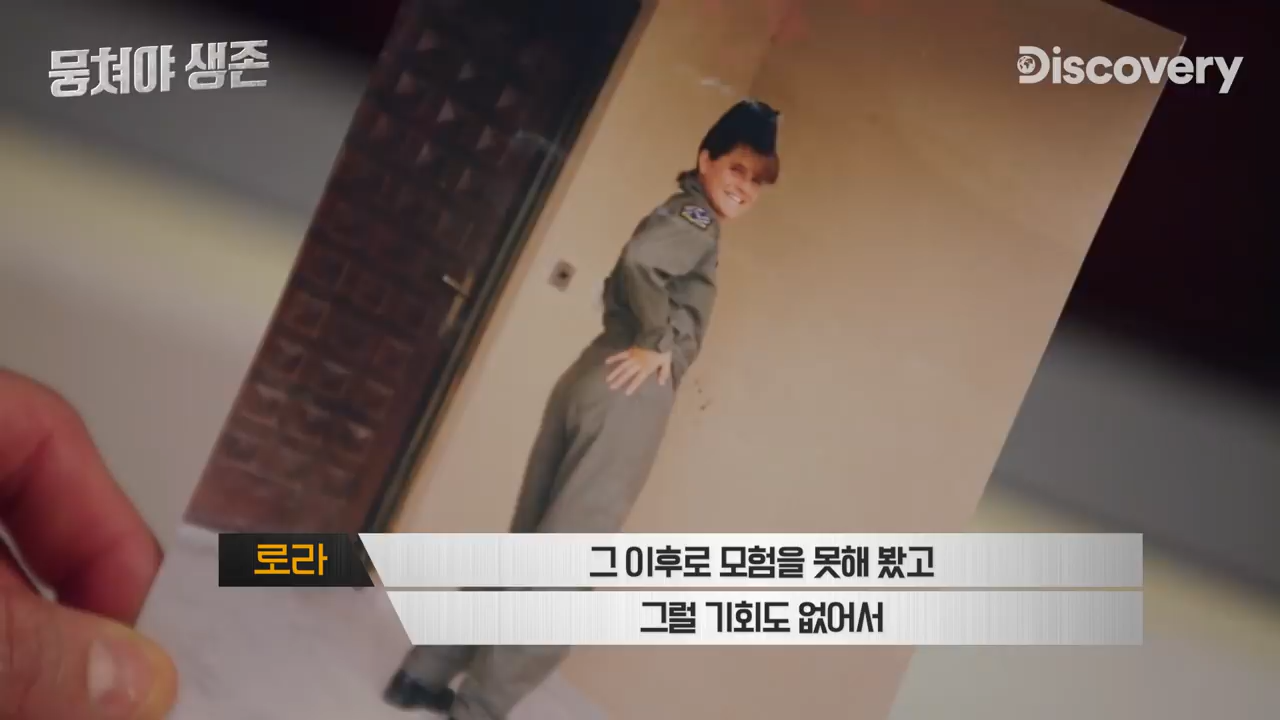 뭉쳐야 생존
Discovery
로라
그 이후로 모험을 못해 봤고
그럴 기회도 없어서